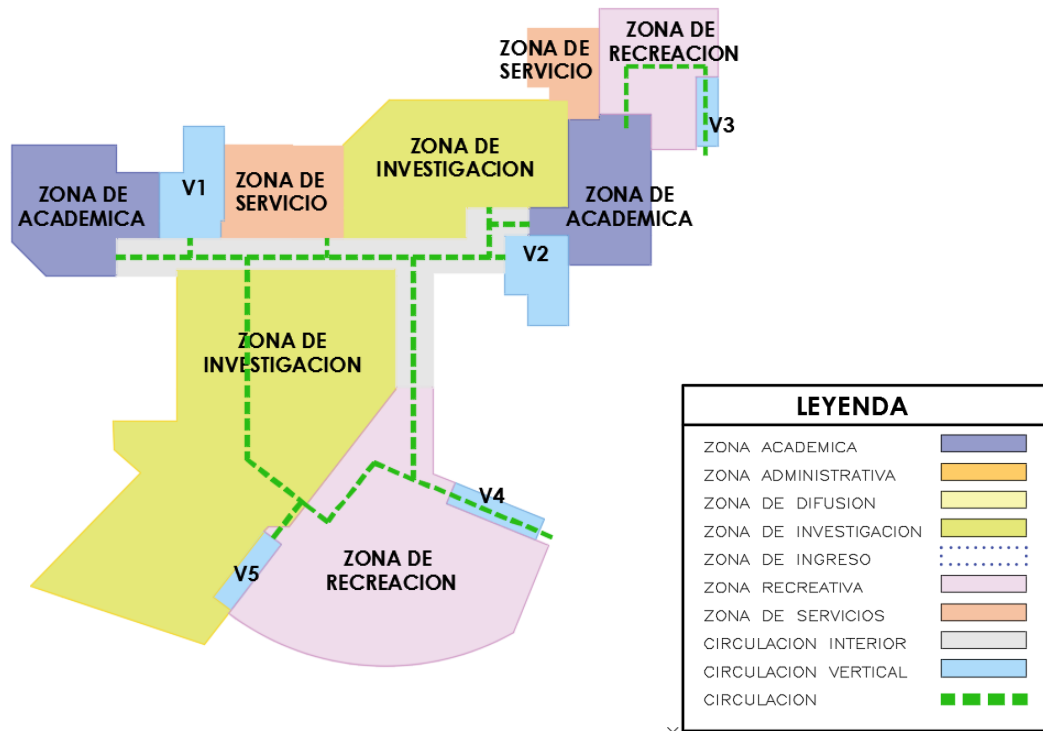 ZONA DE
RECREACION
ZONA DE
SERVICIO
V3
ZONA DE
INVESTIGACION
V1
ZONA DE
SERVICIO
ZONA DE
ACADEMICA
ZONA DE
ACADÉMICA
V2
ZONA DE
INVESTIGACION
V4
ZONA DE
RECREACION
V5
LEYENDA
ZONA ACADEMICA
ZONA ADMINISTRATIVA
ZONA DE DIFUSION
ZONA DE INVESTIGACION
ZONA DE INGRESO
ZONA RECREATIVA
ZONA DE SERVICIOS
CIRCULACION INTERIOR
CIRCULACION VERTICAL
CIRCULACION